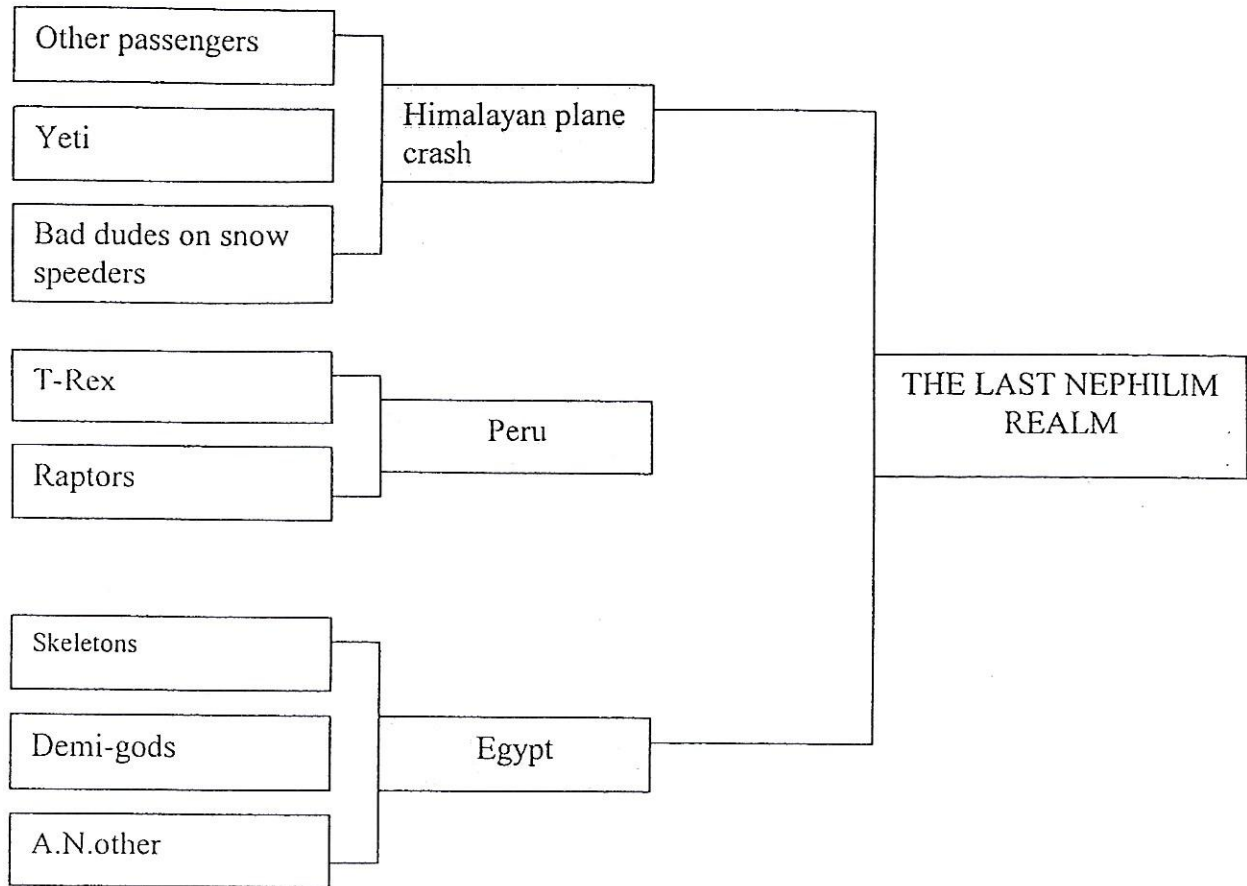 Other passengers
Yeti
Bad dudes on snow
speeders
Himalayan plane
crash
T-Rex
Raptors
Peru
Skeletons
Demi-gods
A.N.other
Egypt
THE LAST NEPHILIM
REALM